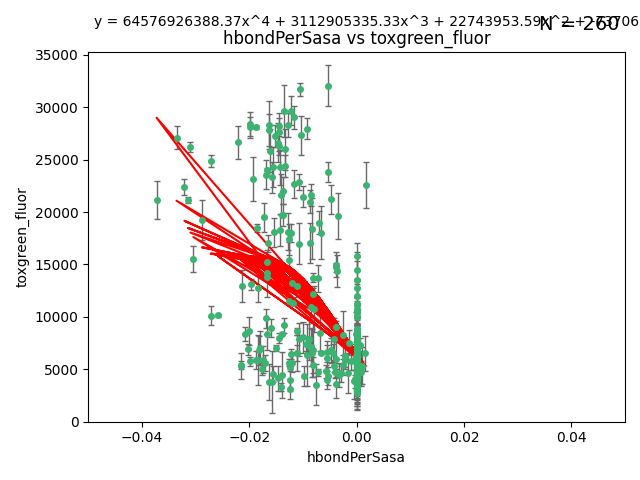 y = 64576926388.37x^4 + 3112905335.33x^3 + 22743953.59x^2 +
N = 260
hbondPerSasa vs toxgreen_fluor
35000
30000
25000
20000
15000
10000
5000
0
toxgreen_fluor
−0.04
−0.02
0.00
0.02
0.04
hbondPerSasa